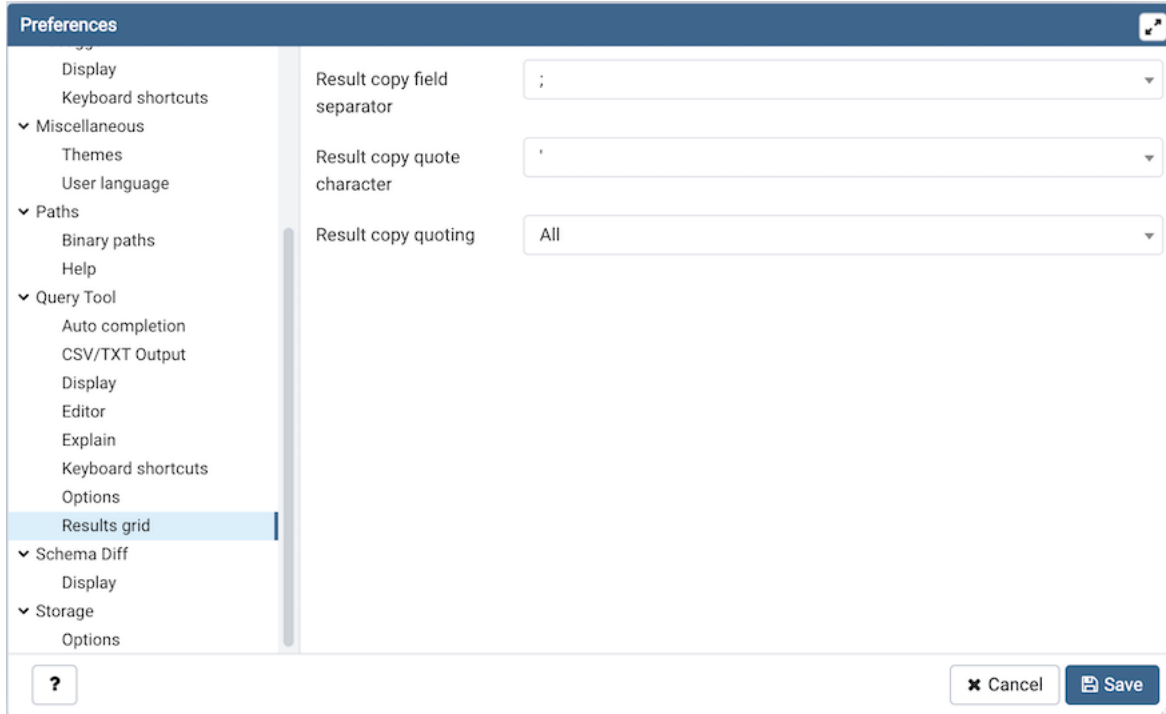 Preferences
Display
Keyboard shortcuts
Miscellaneous
Themes
User language
Paths
Binary paths
Help
Query Tool
Auto completion
CSV/TXT Output
Display
Editor
Explain
Keyboard shortcuts
Options
Results grid
Schema Diff
Display
Storage
Options
Result copy field
separator
;
Result copy quote
character
'
Result copy quoting
All
?
Cancel
Save